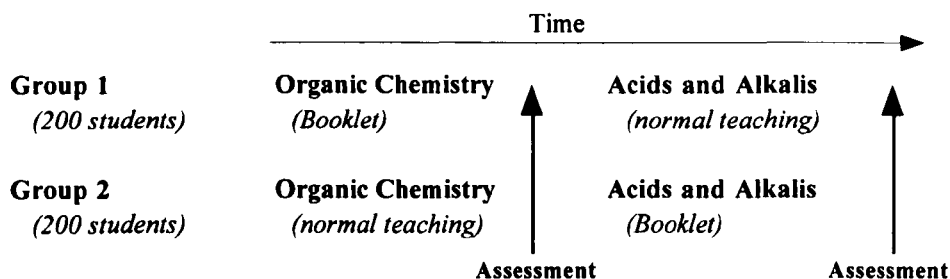 Time
Group 1 Organic Chemistry Acids and Alkalis
(200 students) (Booklet) (normal teaching)
Group 2 Organic Chemistry Acids and Alkalis
(200 students) (normal teaching) (Booklet)
Assessment Assessment